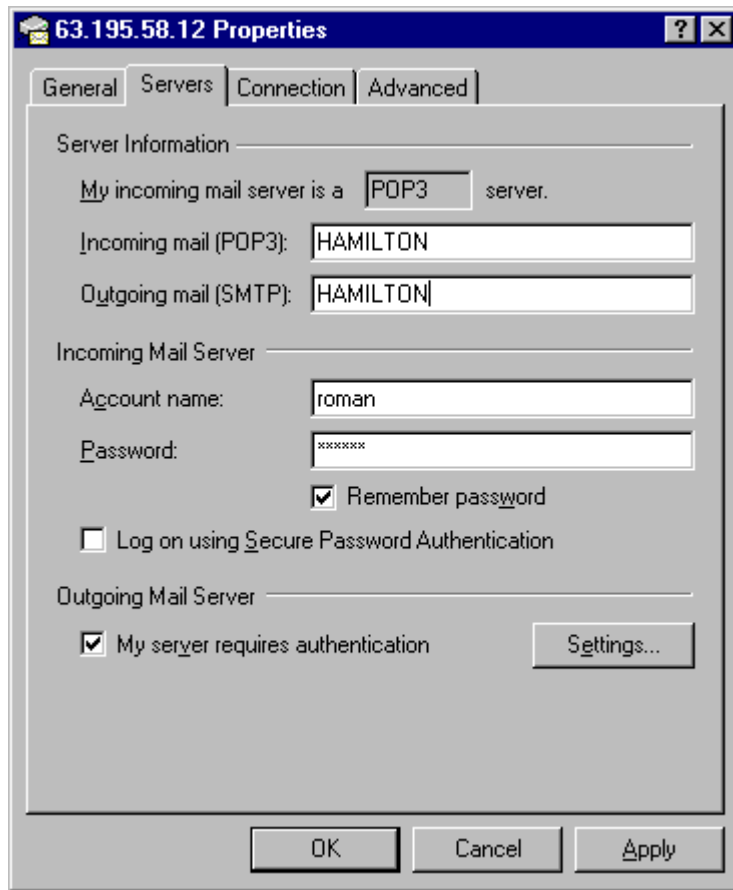 63.195.58.12 Properties
General Servers Connection Advanced
Server Information
My incoming mail server is a POP3 server.
Incoming mail (POP3): HAMILTON
Outgoing mail (SMTP): HAMILTON
Incoming Mail Server
Account name: roman
Password: ******
Remember password
Log on using Secure Password Authentication
Outgoing Mail Server
My server requires authentication Settings...
OK Cancel Apply